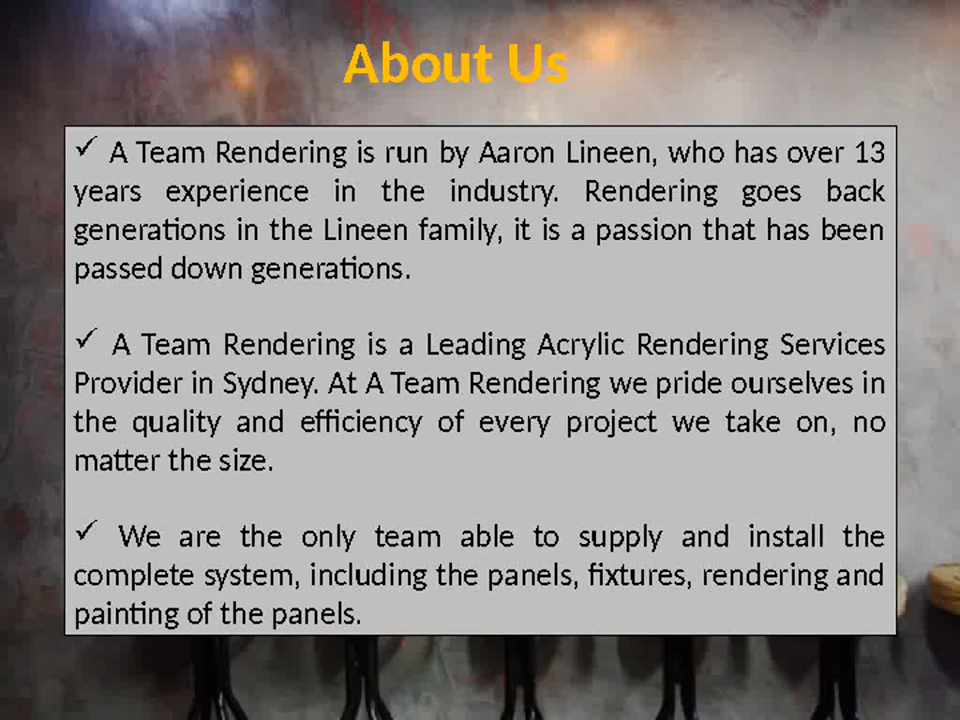 About Us
✓ A Team Rendering is run by Aaron Lineen, who has over 13
years experience in the industry. Rendering goes back
generations in the Lineen family, it is a passion that has been
passed down generations.
✓ A Team Rendering is a Leading Acrylic Rendering Services
Provider in Sydney. At A Team Rendering we pride ourselves in
the quality and efficiency of every project we take on, no
matter the size.
✓ We are the only team able to supply and install the
complete system, including the panels, fixtures, rendering and
painting of the panels.